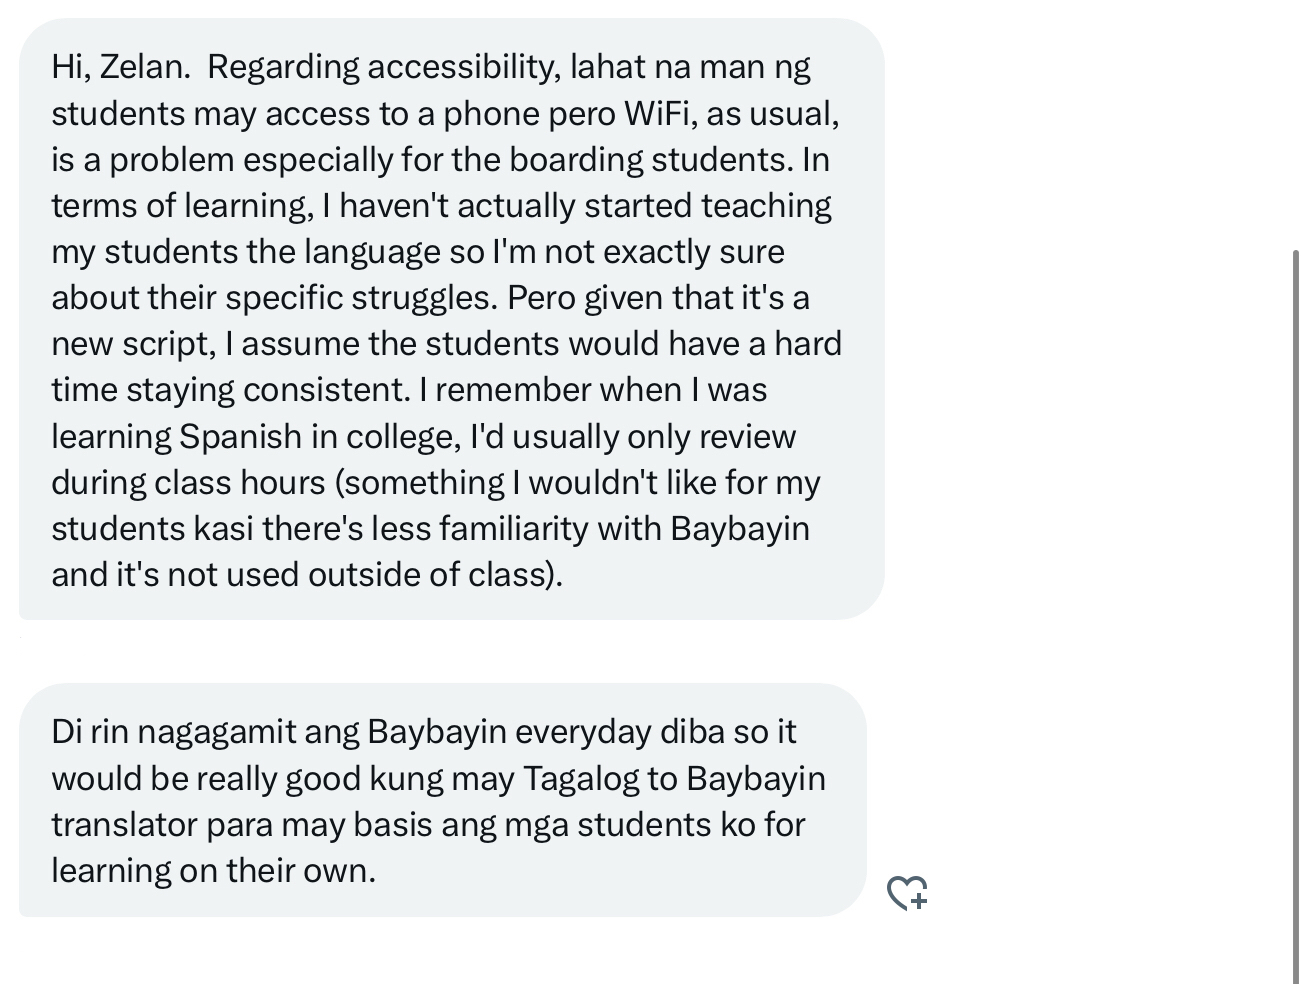 Hi, Zelan.  Regarding accessibility, lahat na man ng
students may access to a phone pero WiFi, as usual,
is a problem especially for the boarding students. In
terms of learning, I haven't actually started teaching
my students the language so I'm not exactly sure
about their specific struggles. Pero given that it's a
new script, I assume the students would have a hard
time staying consistent. I remember when I was
learning Spanish in college, I'd usually only review
during class hours (something I wouldn't like for my
students kasi there's less familiarity with Baybayin
and it's not used outside of class).
Di rin nagagamit ang Baybayin everyday diba so it
would be really good kung may Tagalog to Baybayin
translator para may basis ang mga students ko for
learning on their own.